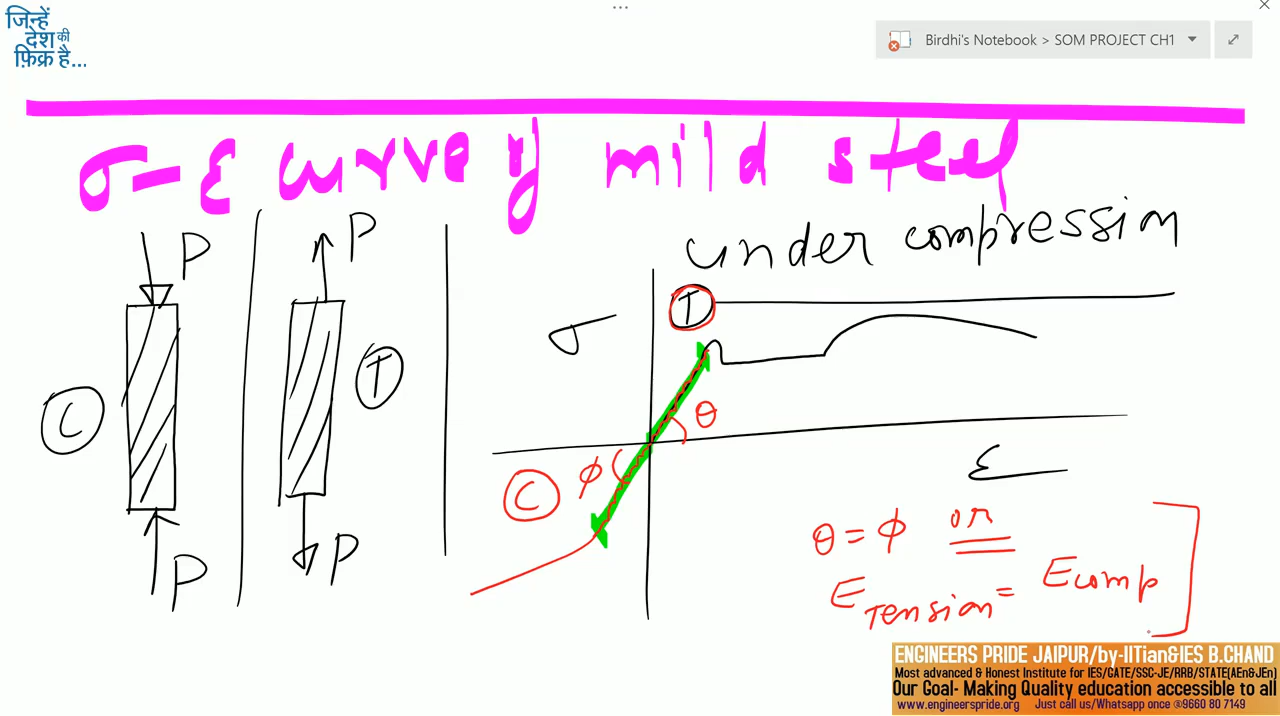 जिन्हें
देश की
फ़िक्र है...
Birdhi's Notebook > SOM PROJECT CH1
σ-ε curve of mild steel
under compression
P
P
C
T
P
P
σ
T
θ
ϕ
C
ε
θ = ϕ or
E Tension = E comp
ENGINEERS PRIDE JAIPUR/by-IITian&IES B.CHAND
Most advanced & Honest Institute for IES/GATE/SSC-JE/RRB/STATE(AEn&JEn)
Our Goal- Making Quality education accessible to all
www.engineerspride.org Just call us/Whatsapp once @9660 80 7149